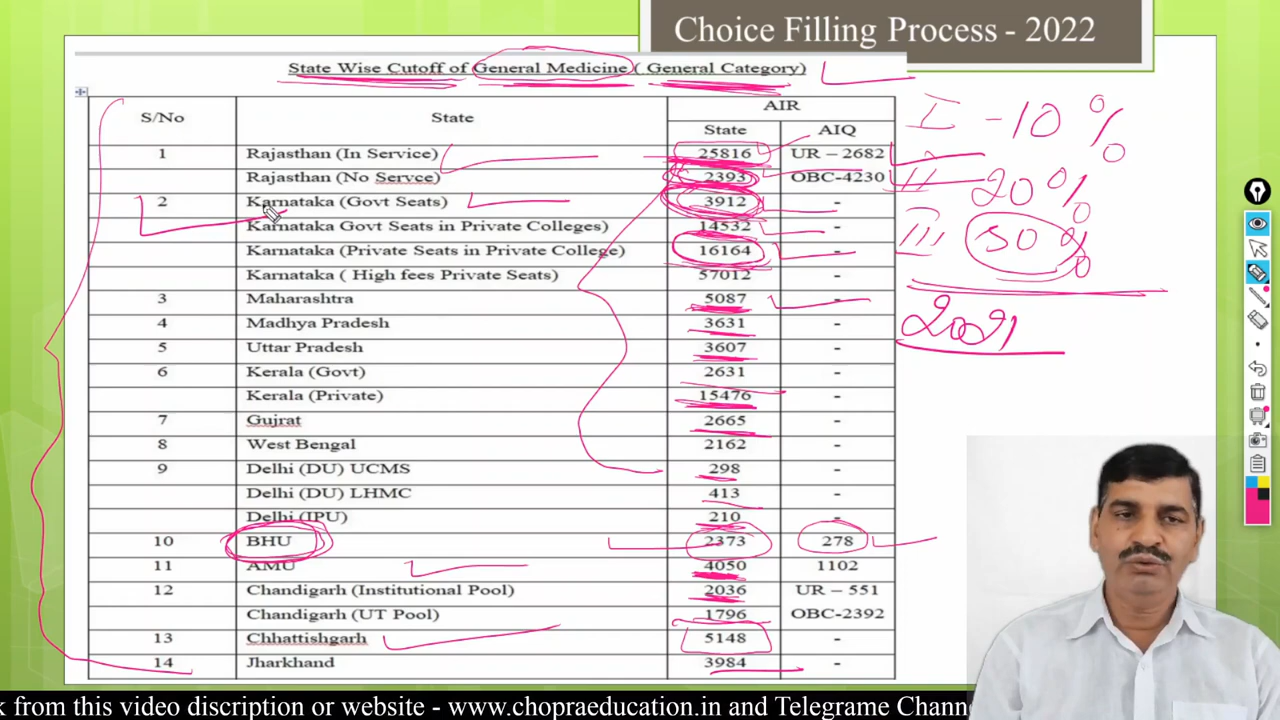 Choice Filling Process - 2022
State Wise Cutoff of General Medicine ( General Category)
S/No State AIR
State AIQ
1 Rajasthan (In Service) 25816 UR – 2682
Rajasthan (No Servce) 2393 OBC-4230
2 Karnataka (Govt Seats) 3912 -
Karnataka Govt Seats in Private Colleges) 14532 -
Karnataka (Private Seats in Private College) 16164 -
Karnataka ( High fees Private Seats) 57012 -
3 Maharashtra 5087 -
4 Madhya Pradesh 3631 -
5 Uttar Pradesh 3607 -
6 Kerala (Govt) 2631 -
Kerala (Private) 15476 -
7 Gujrat 2665 -
8 West Bengal 2162 -
9 Delhi (DU) UCMS 298 -
Delhi (DU) LHMC 413 -
Delhi (IPU) 210 -
10 BHU 2373 278
11 AMU 4050 1102
12 Chandigarh (Institutional Pool) 2036 UR – 551
Chandigarh (UT Pool) 1796 OBC-2392
13 Chhattishgarh 5148 -
14 Jharkhand 3984 -
I - 10 %
II 20 %
III 50 %
2021
k from this video discription or website - www.chopraeducation.in and Telegrame Chann